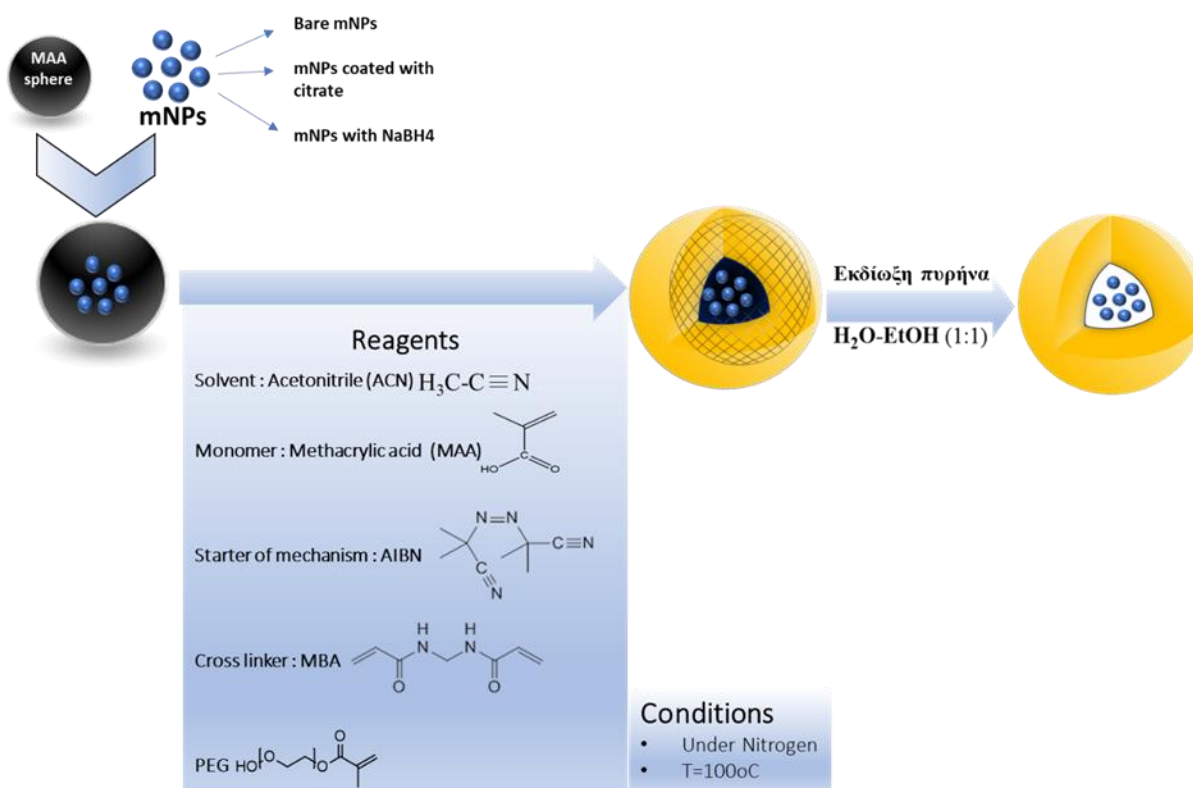 MAA
sphere
mNPs
Bare mNPs
mNPs coated with
citrate
mNPs with NaBH4
Reagents
Solvent : Acetonitrile (ACN) H₃C-C≡N
Monomer : Methacrylic acid (MAA)
HO
C
O
Starter of mechanism : AIBN
N=N
C≡N
C≡N
Cross linker : MBA
H H
N N
O O
PEG HO(O )O O
Conditions
• Under Nitrogen
• T=100oC
Εκδίωξη πυρήνα
H₂O-EtOH (1:1)